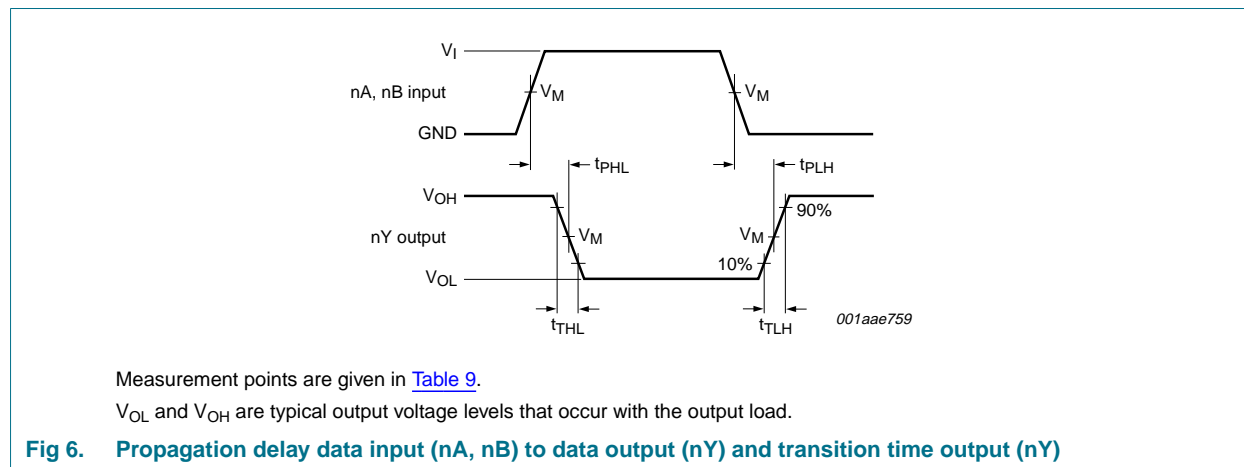 VI
nA, nB input
VM
VM
GND
tPHL
tPLH
VOH
90%
nY output
VM
VM
10%
VOL
tTHL
tTLH
001aae759
Measurement points are given in Table 9.
VOL and VOH are typical output voltage levels that occur with the output load.
Fig 6. Propagation delay data input (nA, nB) to data output (nY) and transition time output (nY)